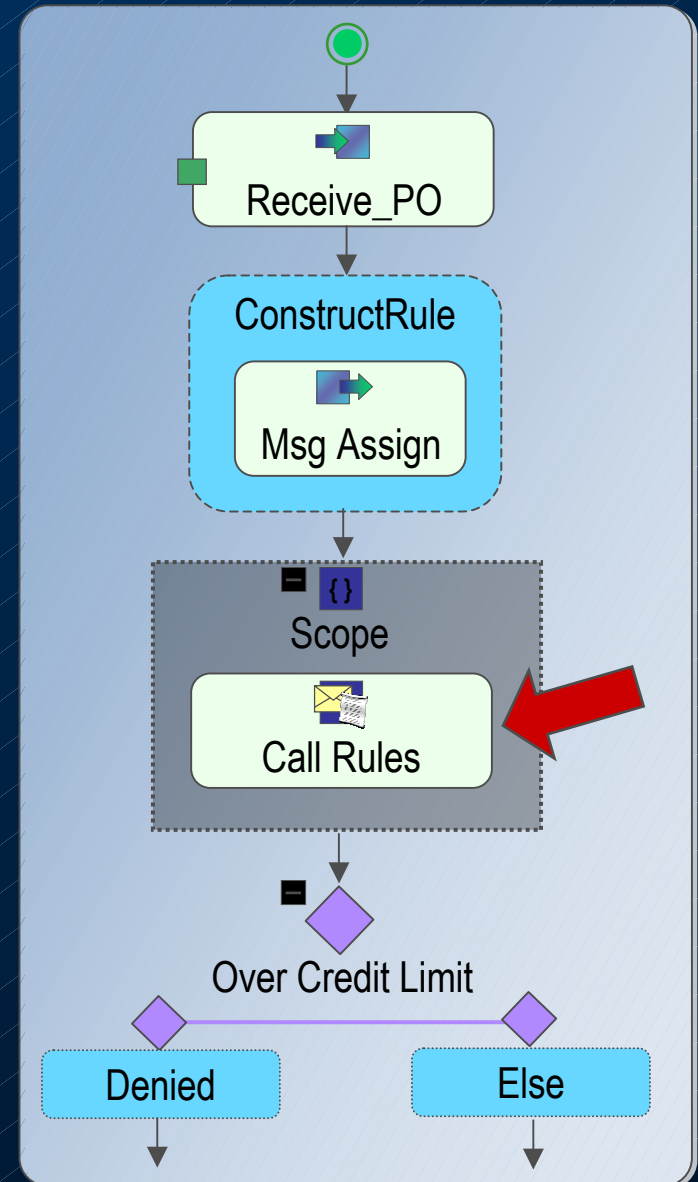 Receive_PO
ConstructRule
Msg Assign
{}
Scope
Call Rules
Over Credit Limit
Denied
Else